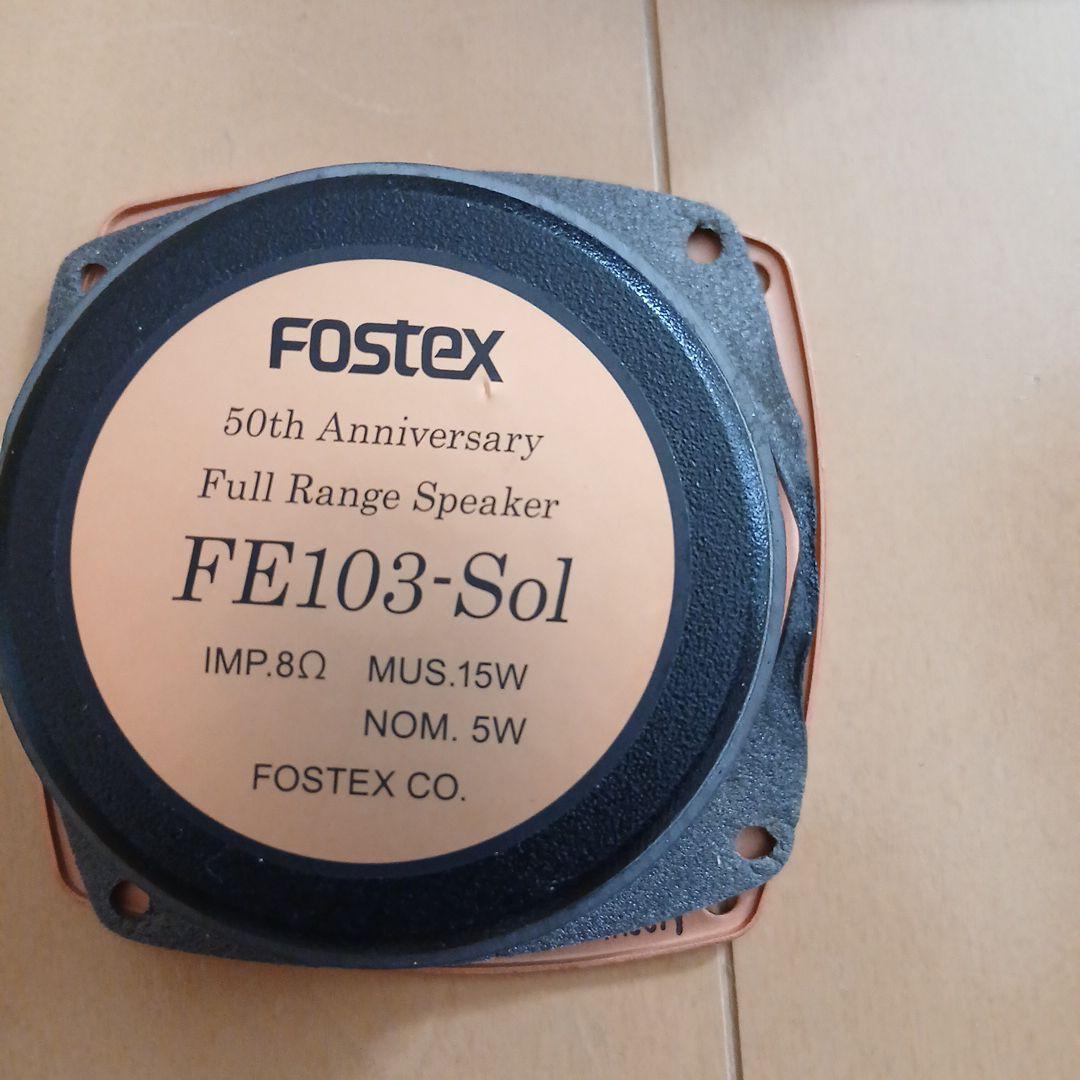 FOSTEX
50th Anniversary
Full Range Speaker
FE103-Sol
IMP.8Ω MUS.15W
NOM. 5W
FOSTEX CO.